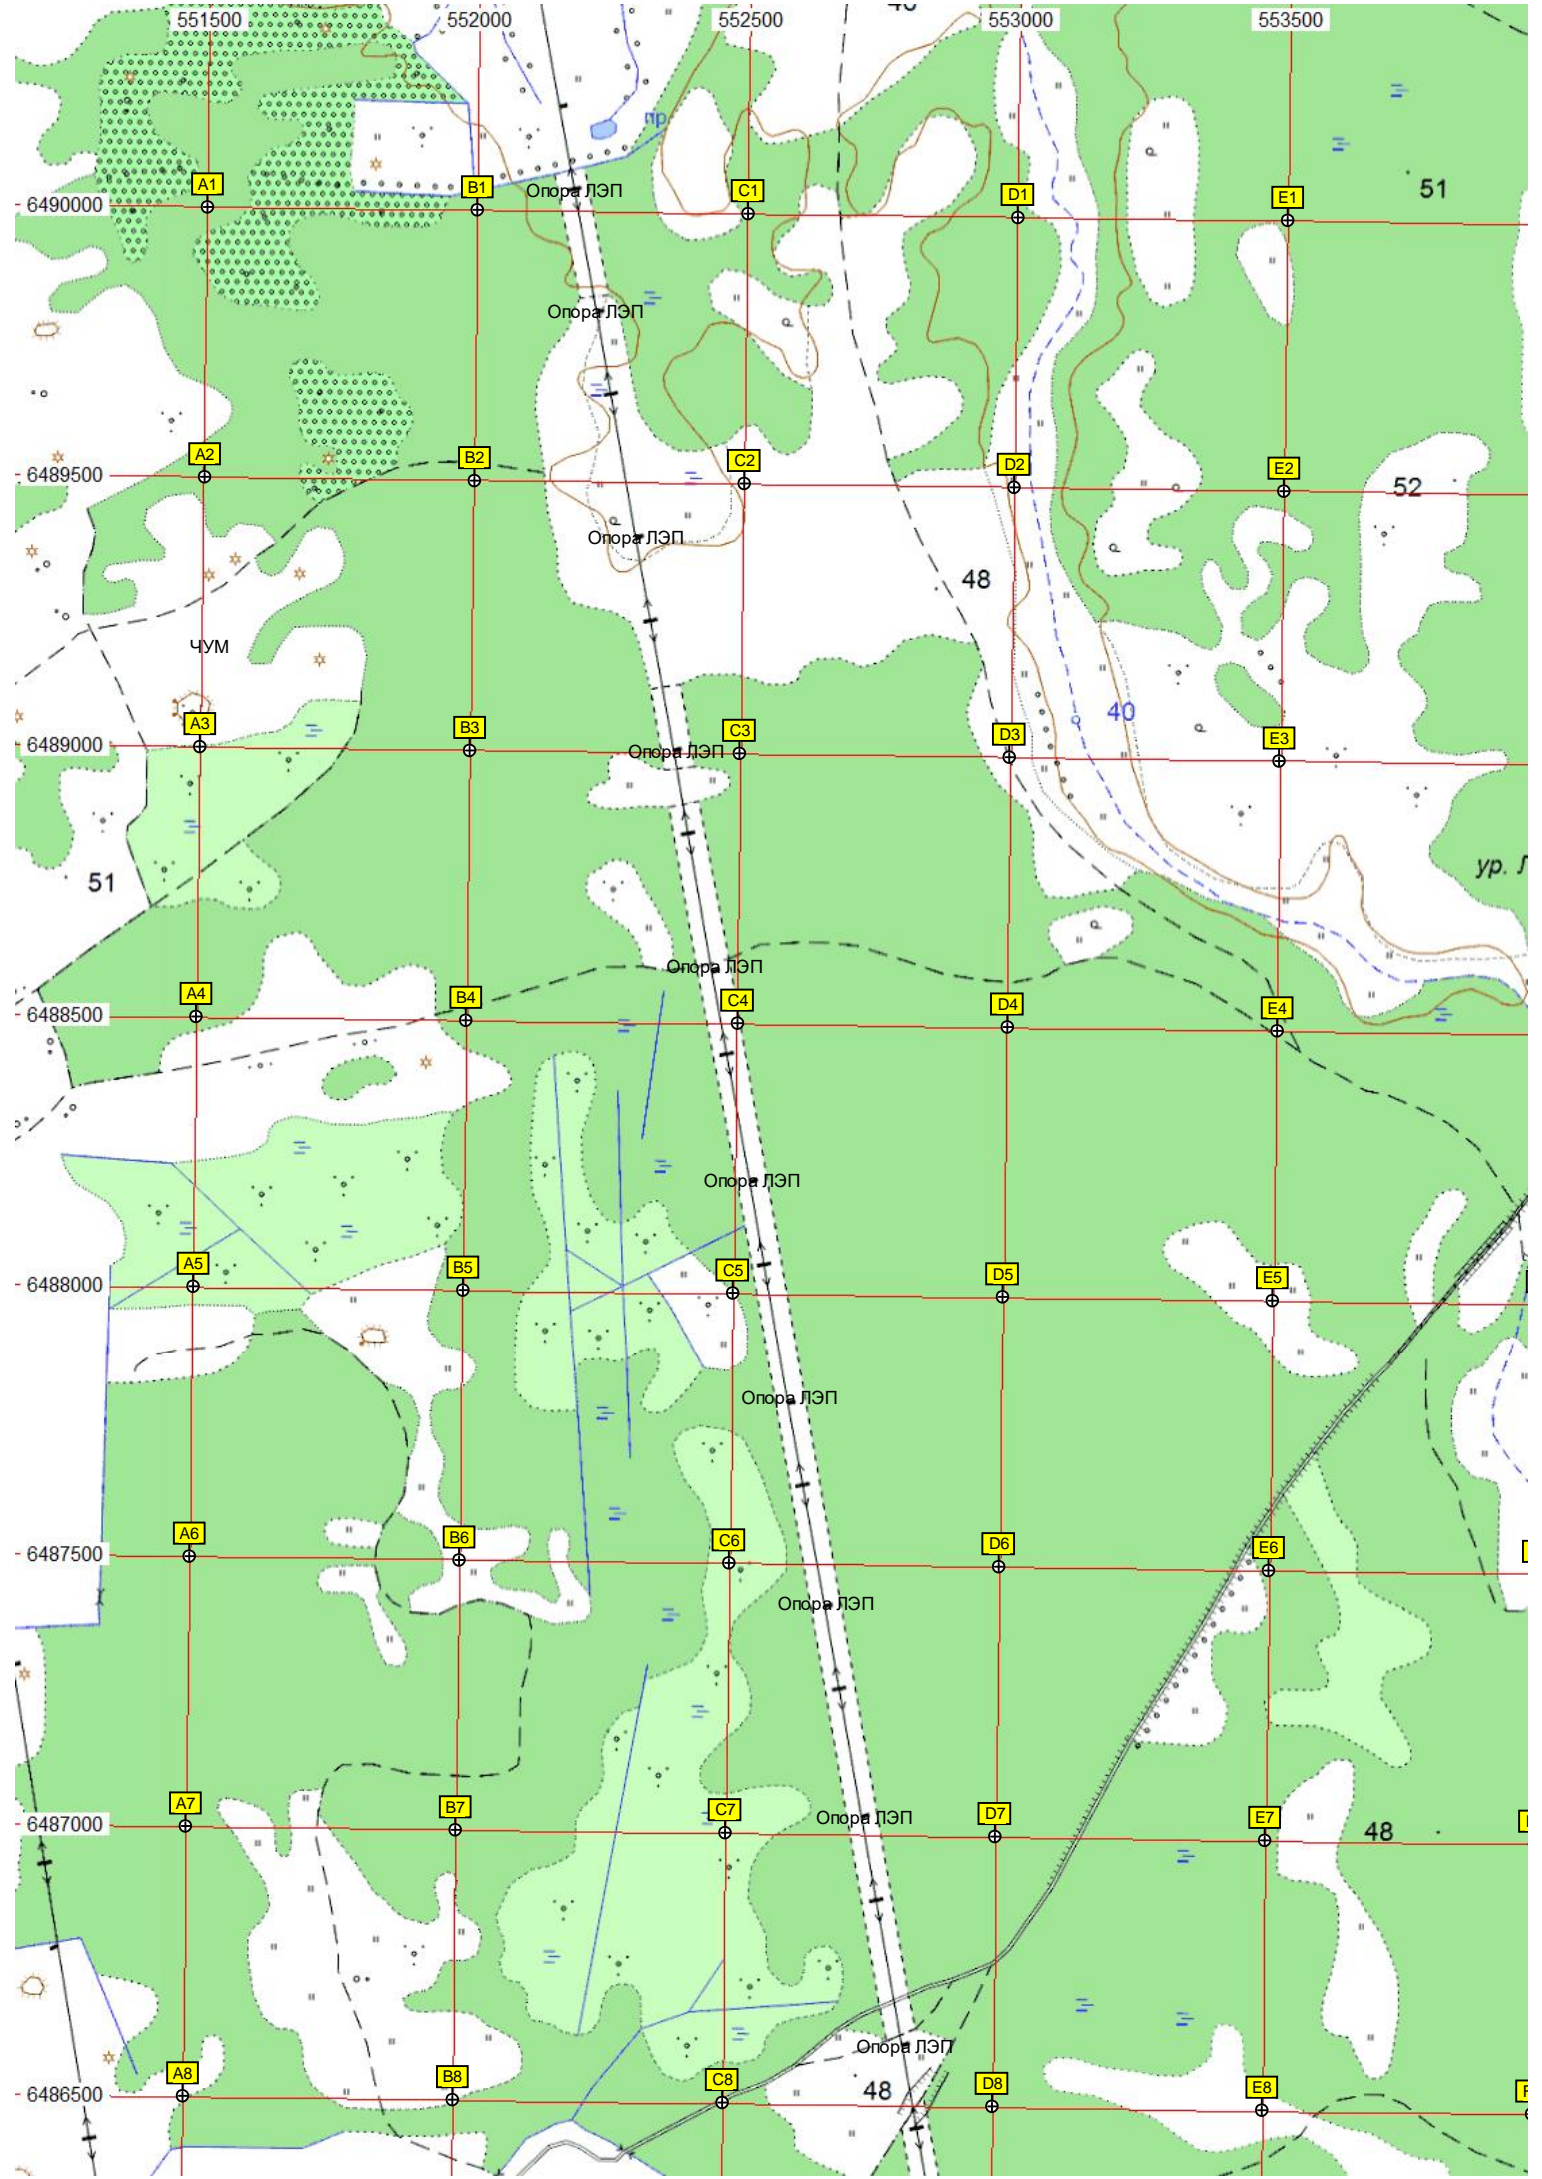 551500 552000 552500 553000 553500
пр.
51
A1 B1 Опора ЛЭП C1 D1 E1
6490000
Опора ЛЭП
A2 B2 C2 D2 E2
6489500
52
Опора ЛЭП
48
ЧУМ
40
A3 B3 C3 D3 E3
6489000
Опора ЛЭП
ур.
51
Опора ЛЭП
A4 B4 C4 D4 E4
6488500
Опора ЛЭП
A5 B5 C5 D5 E5
6488000
Опора ЛЭП
A6 B6 C6 D6 E6
6487500
Опора ЛЭП
A7 B7 C7 D7 E7
6487000
Опора ЛЭП
48
Опора ЛЭП
A8 B8 C8 48 D8 E8
6486500